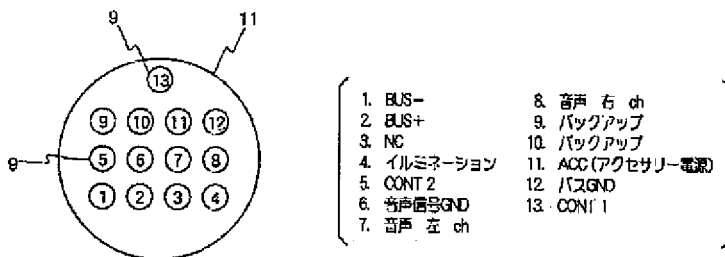 9
11
13
9 10 11 12
9 5 6 7 8
1 2 3 4
1. BUS-
2. BUS+
3. NC
4. イルミネーション
5. CONT 2
6. 音声信号GND
7. 音声 左 ch
8. 音声 右 ch
9. バックアップ
10. バックアップ
11. ACC(アクセサリー電源)
12. バスGND
13. CONT 1